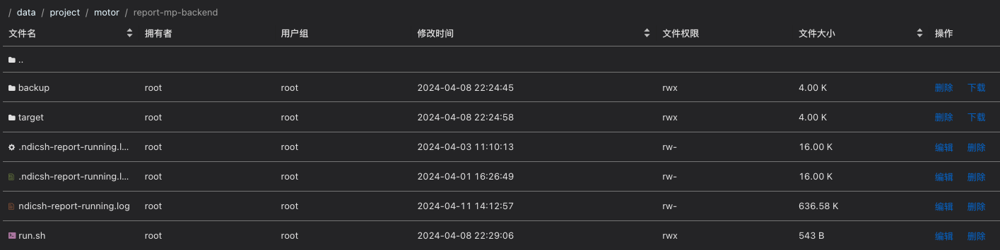 / data / project / motor / report-mp-backend
文件名 拥有者 用户组 修改时间 文件权限 文件大小 操作
..
backup root root 2024-04-08 22:24:45 rwx 4.00 K 删除 下载
target root root 2024-04-08 22:24:58 rwx 4.00 K 删除 下载
.ndicsh-report-running.l... root root 2024-04-03 11:10:13 rw- 16.00 K 编辑 删除
.ndicsh-report-running.l... root root 2024-04-01 16:26:49 rw- 16.00 K 编辑 删除
ndicsh-report-running.log root root 2024-04-11 14:12:57 rw- 636.58 K 编辑 删除
run.sh root root 2024-04-08 22:29:06 rwx 543 B 编辑 删除